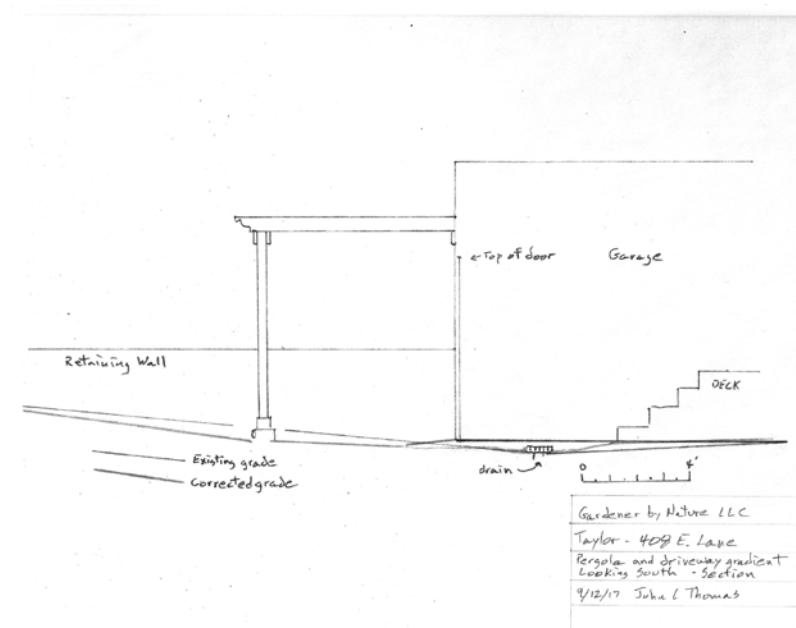 ←Top of door
Garage
Retaining Wall
DECK
Existing grade
Corrected grade
drain
0 4'
Gardener by Nature LLC
Taylor - 408 E. Lane
Pergola and driveway gradient
Looking South - Section
9/12/17 John L Thomas